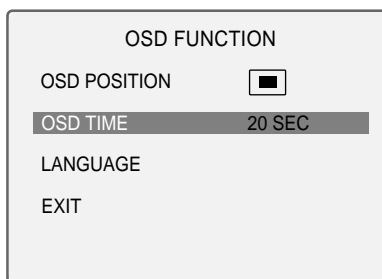 OSD FUNCTION
OSD POSITION
OSD TIME 20 SEC
LANGUAGE
EXIT